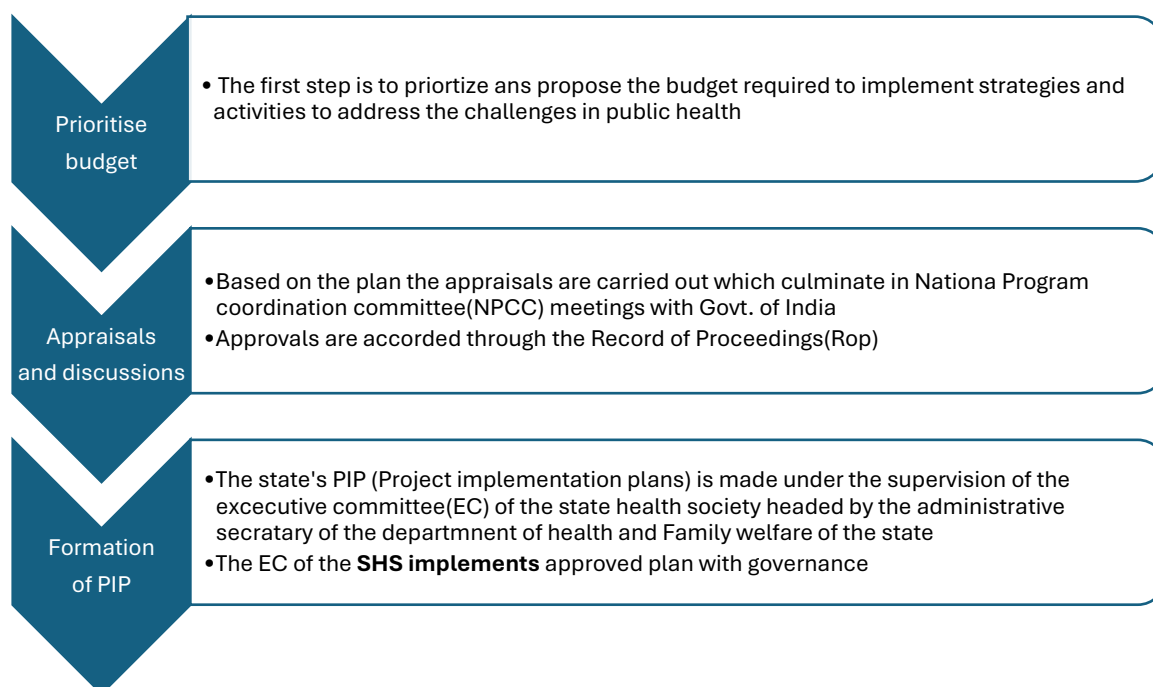 Prioritise
budget
• The first step is to priortize ans propose the budget required to implement strategies and
activities to address the challenges in public health
Appraisals
and discussions
•Based on the plan the appraisals are carried out which culminate in Nationa Program
coordination committee(NPCC) meetings with Govt. of India
•Approvals are accorded through the Record of Proceedings(Rop)
Formation
of PIP
•The state's PIP (Project implementation plans) is made under the supervision of the
excecutive committee(EC) of the state health society headed by the administrative
secratary of the departmnent of health and Family welfare of the state
•The EC of the SHS implements approved plan with governance